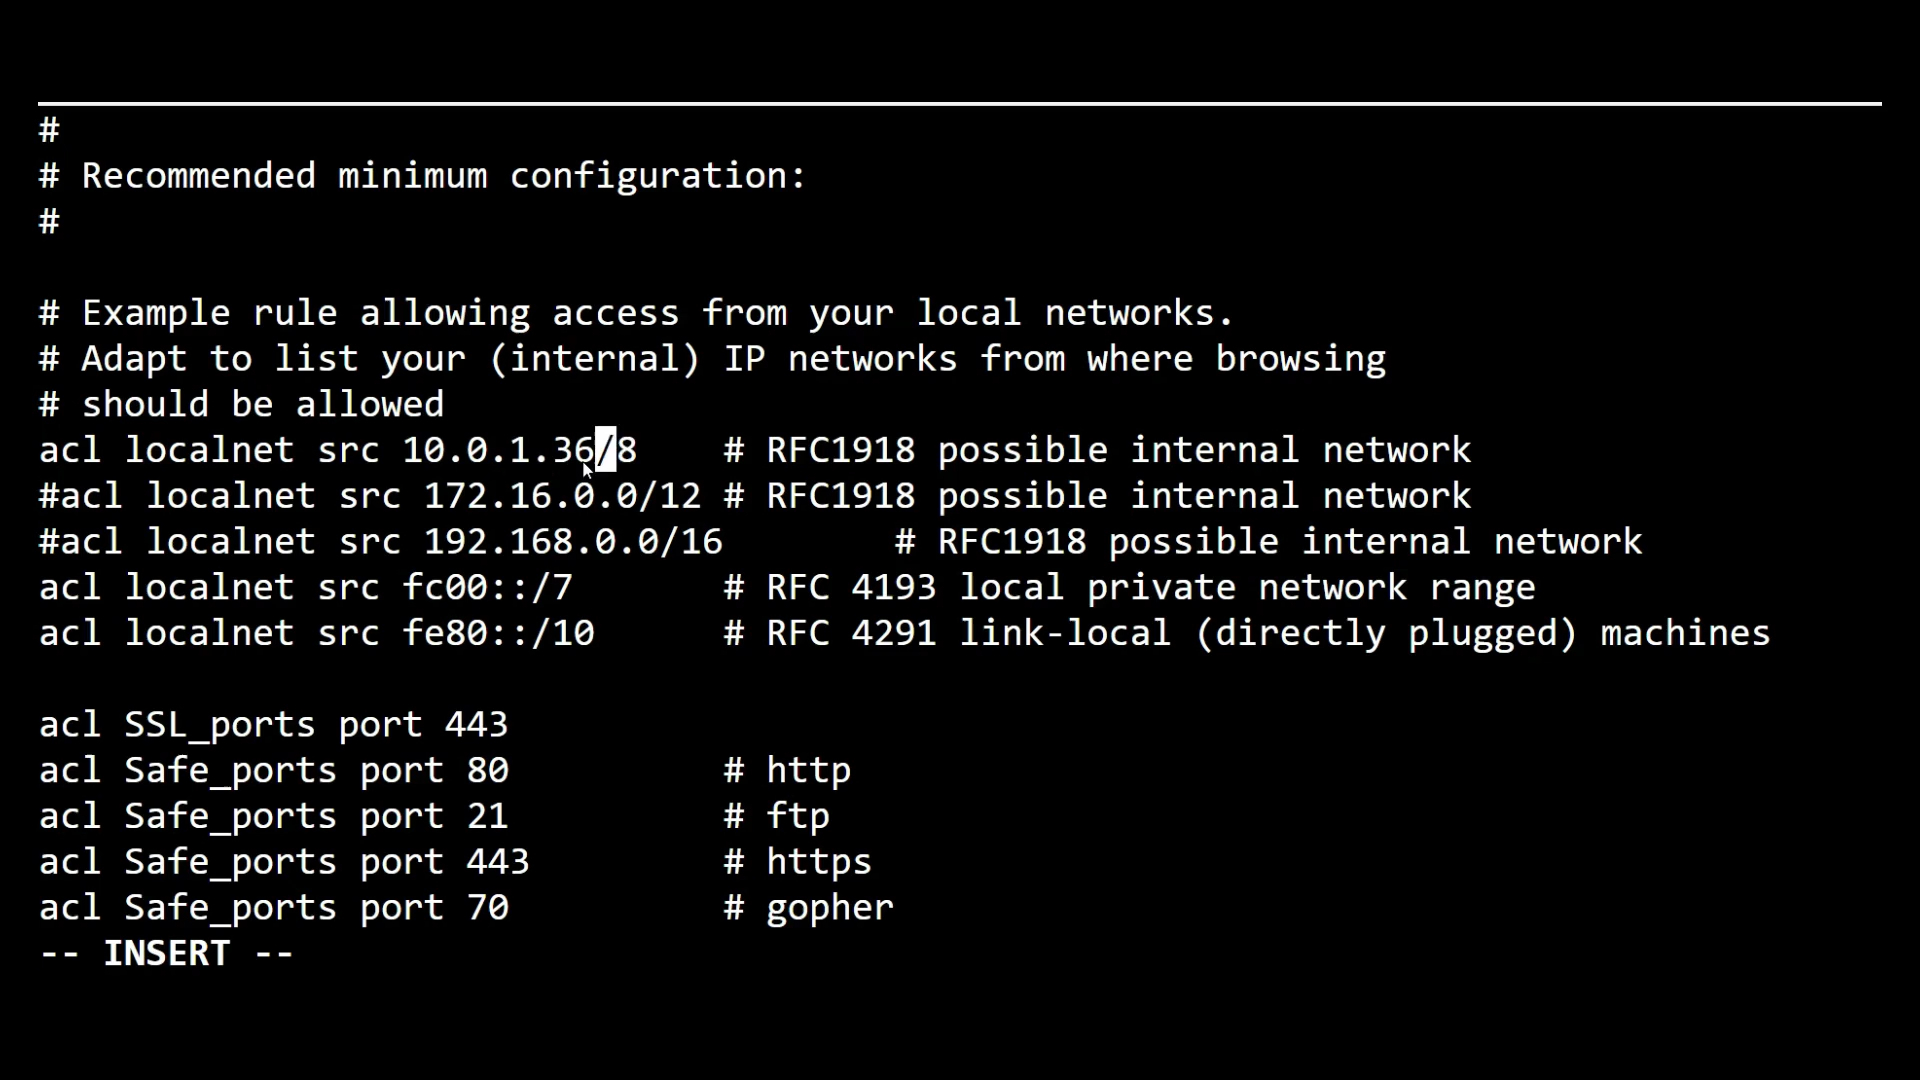 #
# Recommended minimum configuration:
#
# Example rule allowing access from your local networks.
# Adapt to list your (internal) IP networks from where browsing
# should be allowed
acl localnet src 10.0.1.36/8    # RFC1918 possible internal network
#acl localnet src 172.16.0.0/12 # RFC1918 possible internal network
#acl localnet src 192.168.0.0/16        # RFC1918 possible internal network
acl localnet src fc00::/7       # RFC 4193 local private network range
acl localnet src fe80::/10      # RFC 4291 link-local (directly plugged) machines
acl SSL_ports port 443
acl Safe_ports port 80          # http
acl Safe_ports port 21          # ftp
acl Safe_ports port 443         # https
acl Safe_ports port 70          # gopher
-- INSERT --